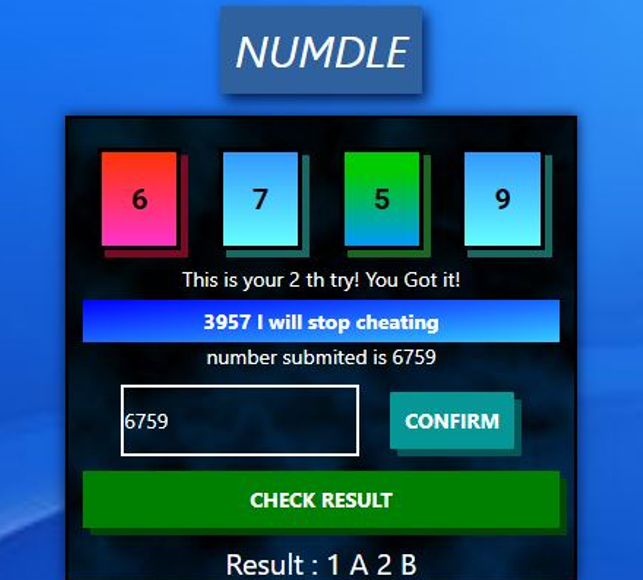 NUMDLE
6 7 5 9
This is your 2 th try! You Got it!
3957 I will stop cheating
number submited is 6759
6759 CONFIRM
CHECK RESULT
Result : 1 A 2 B